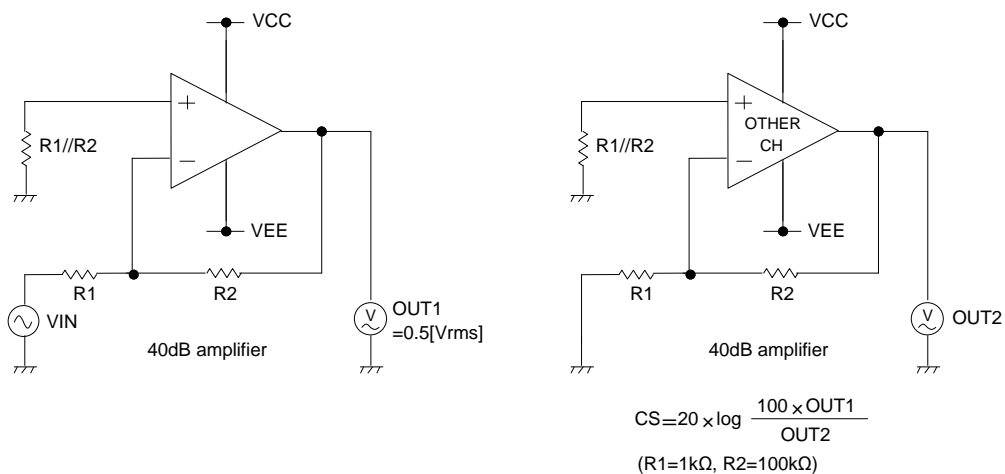 VCC
+
R1//R2
−
VEE
R1
R2
VIN
V
OUT1
=0.5[Vrms]
40dB amplifier
VCC
+
OTHER
CH
R1//R2
−
VEE
R1
R2
V
OUT2
40dB amplifier
CS=20×log 100×OUT1
OUT2
(R1=1kΩ, R2=100kΩ)